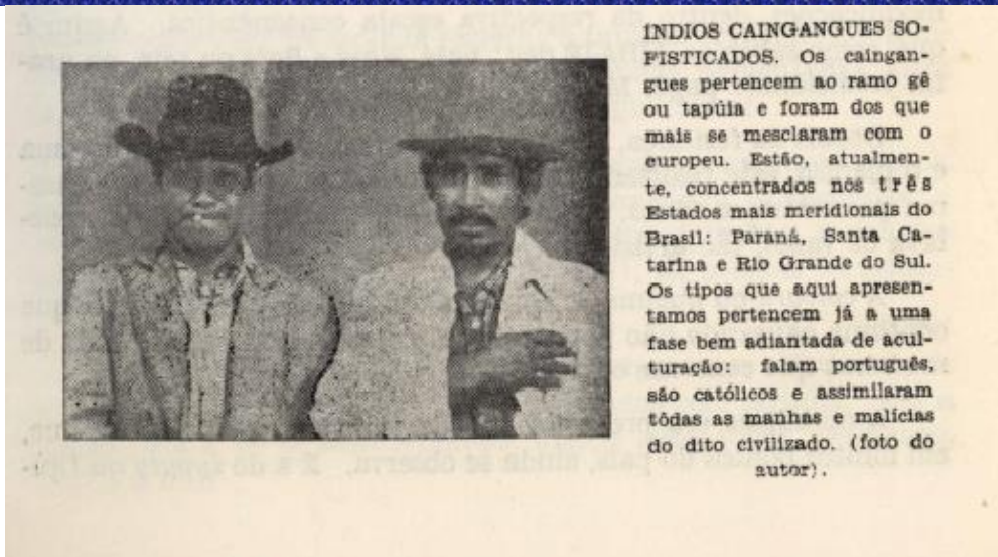 INDIOS CAINGANGUES SO-
FISTICADOS. Os caingan-
gues pertencem ao ramo gê
ou tapúia e foram dos que
mais se mesclaram com o
europeu. Estão, atualmen-
te, concentrados nos três
Estados mais meridionais do
Brasil: Paraná, Santa Ca-
tarina e Rio Grande do Sul.
Os tipos que aqui apresen-
tamos pertencem já a uma
fase bem adiantada de acul-
turação: falam português,
são católicos e assimilaram
tôdas as manhas e malícias
do dito civilizado. (foto do
autor).